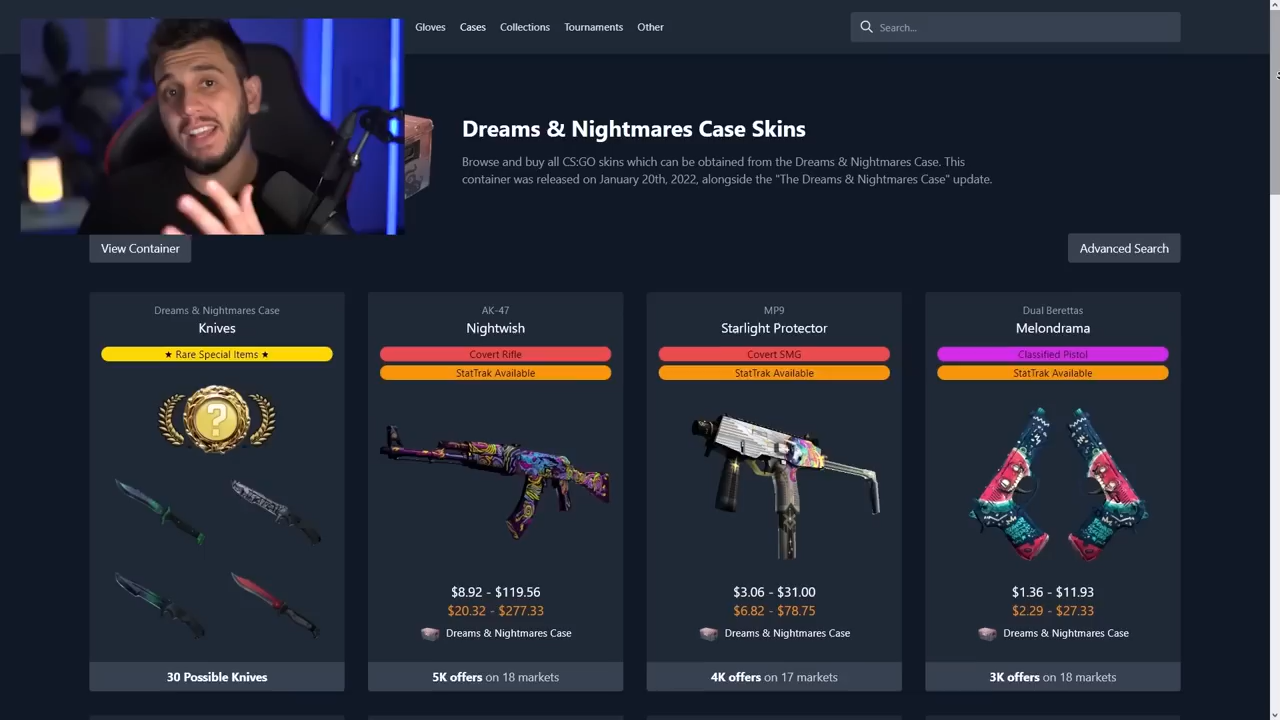 Gloves
Cases
Collections
Tournaments
Other
Search...
Dreams & Nightmares Case Skins
Browse and buy all CS:GO skins which can be obtained from the Dreams & Nightmares Case. This
container was released on January 20th, 2022, alongside the "The Dreams & Nightmares Case" update.
View Container
Advanced Search
Dreams & Nightmares Case
Knives
★ Rare Special Items ★
?
30 Possible Knives
AK-47
Nightwish
Covert Rifle
StatTrak Available
$8.92 - $119.56
$20.32 - $277.33
Dreams & Nightmares Case
5K offers on 18 markets
MP9
Starlight Protector
Covert SMG
StatTrak Available
$3.06 - $31.00
$6.82 - $78.75
Dreams & Nightmares Case
4K offers on 17 markets
Dual Berettas
Melondrama
Classified Pistol
StatTrak Available
$1.36 - $11.93
$2.29 - $27.33
Dreams & Nightmares Case
3K offers on 18 markets